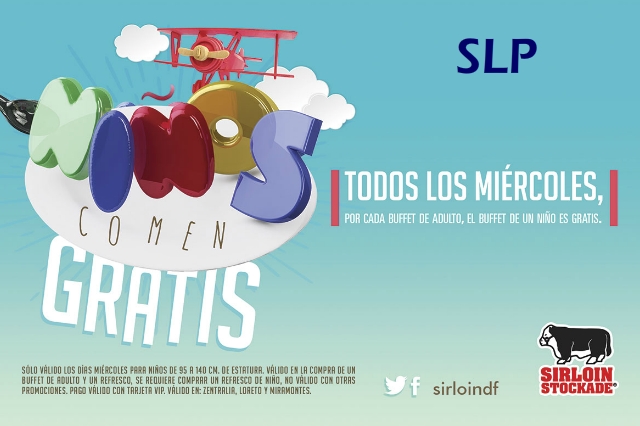 SLP
NIÑOS
COMEN
GRATIS
TODOS LOS MIÉRCOLES,
POR CADA BUFFET DE ADULTO, EL BUFFET DE UN NIÑO ES GRATIS.
SÓLO VÁLIDO LOS DÍAS MIÉRCOLES PARA NIÑOS DE 95 A 140 CM. DE ESTATURA. VÁLIDO EN LA COMPRA DE UN
BUFFET DE ADULTO Y UN REFRESCO, SE REQUIERE COMPRAR UN REFRESCO DE NIÑO, NO VÁLIDO CON OTRAS
PROMOCIONES. PAGO VÁLIDO CON TARJETA VIP. VÁLIDO EN: ZENTRALIA, LORETO Y MIRAMONTES.
sirloindf
SIRLOIN
STOCKADE®